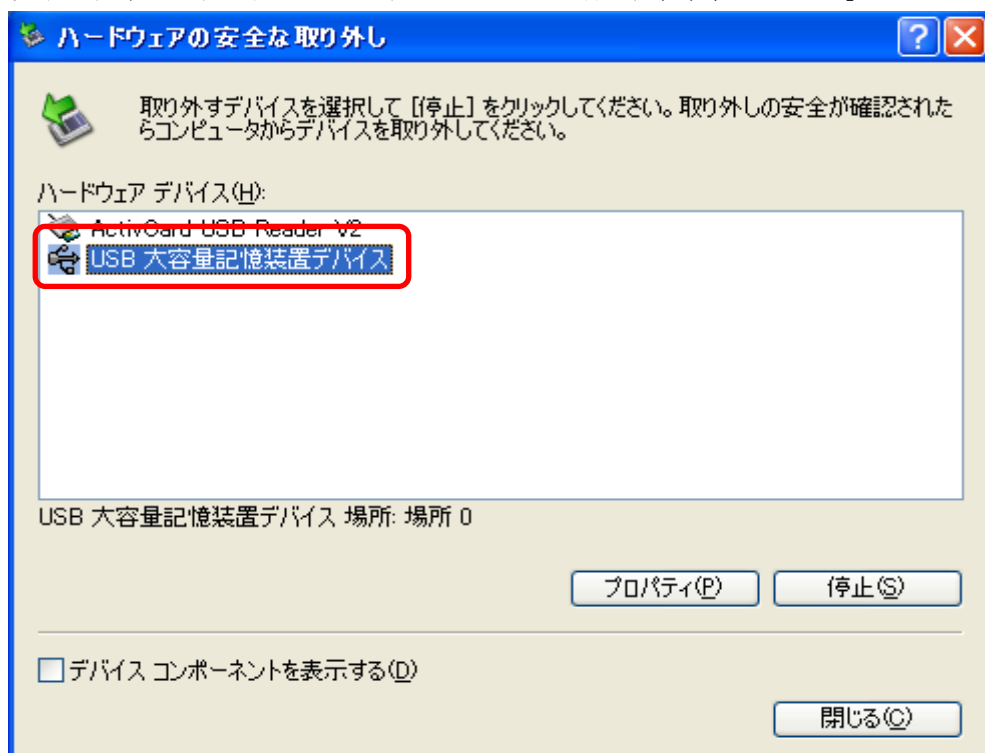 ハードウェアの安全な取り外し
取り外すデバイスを選択して [停止] をクリックしてください。取り外しの安全が確認された
らコンピュータからデバイスを取り外してください。
ハードウェア デバイス(H):
ActivCard USB Reader V2
USB 大容量記憶装置デバイス
USB 大容量記憶装置デバイス 場所: 場所 0
プロパティ(P) 停止(S)
デバイス コンポーネントを表示する(D)
閉じる(C)